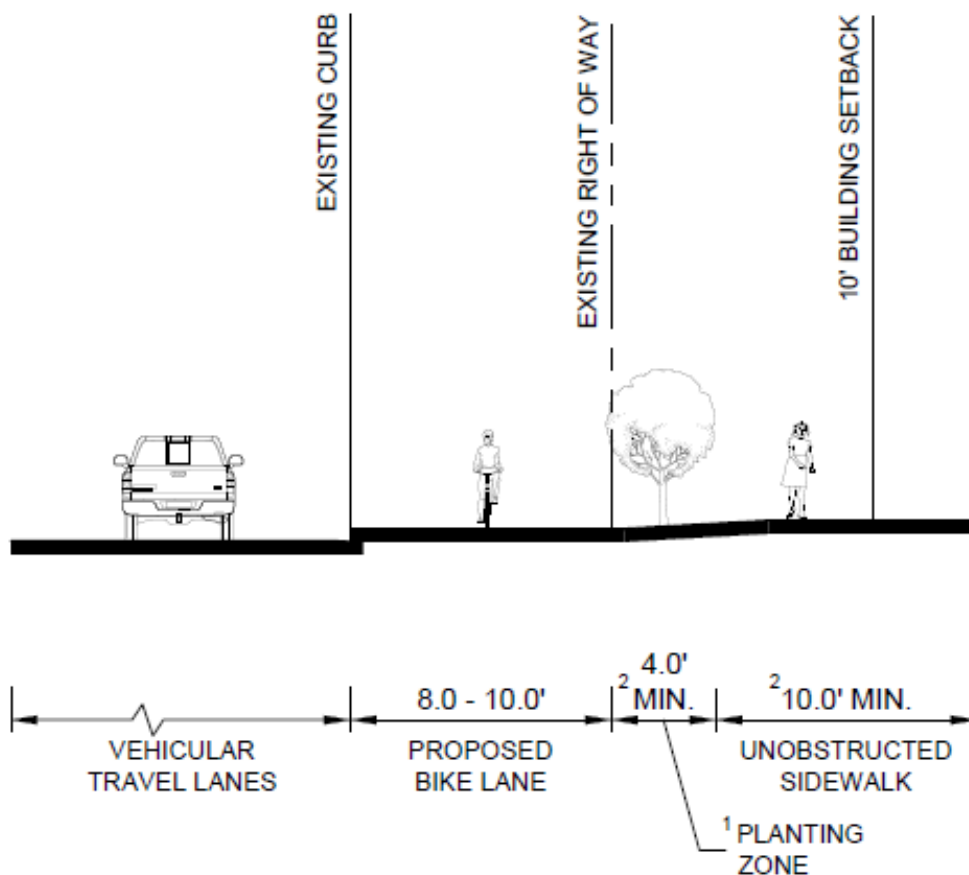 EXISTING CURB
EXISTING RIGHT OF WAY
10' BUILDING SETBACK
8.0 - 10.0'
2 4.0'
MIN.
2 10.0' MIN.
VEHICULAR
TRAVEL LANES
PROPOSED
BIKE LANE
UNOBSTRUCTED
SIDEWALK
1 PLANTING
ZONE